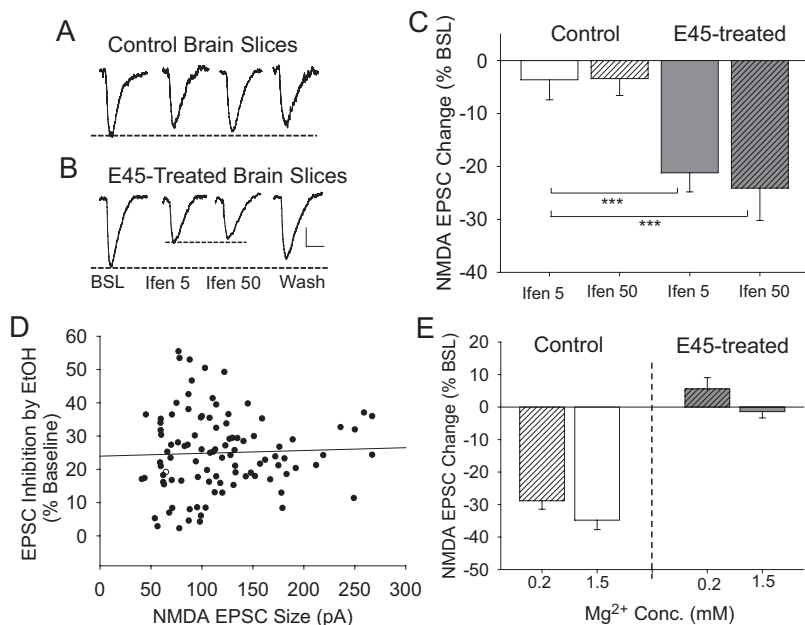 A
Control Brain Slices
B
E45-Treated Brain Slices
BSL Ifen 5 Ifen 50 Wash
C
Control E45-treated
NMDA EPSC Change (% BSL)
0
-10
-20
-30
-40
***
***
Ifen 5 Ifen 50 Ifen 5 Ifen 50
D
EPSC Inhibition by EtOH
(% Baseline)
60
50
40
30
20
10
0
0 50 100 150 200 250 300
NMDA EPSC Size (pA)
E
Control E45-treated
NMDA EPSC Change (% BSL)
20
10
0
-10
-20
-30
-40
-50
0.2 1.5 0.2 1.5
Mg²⁺ Conc. (mM)